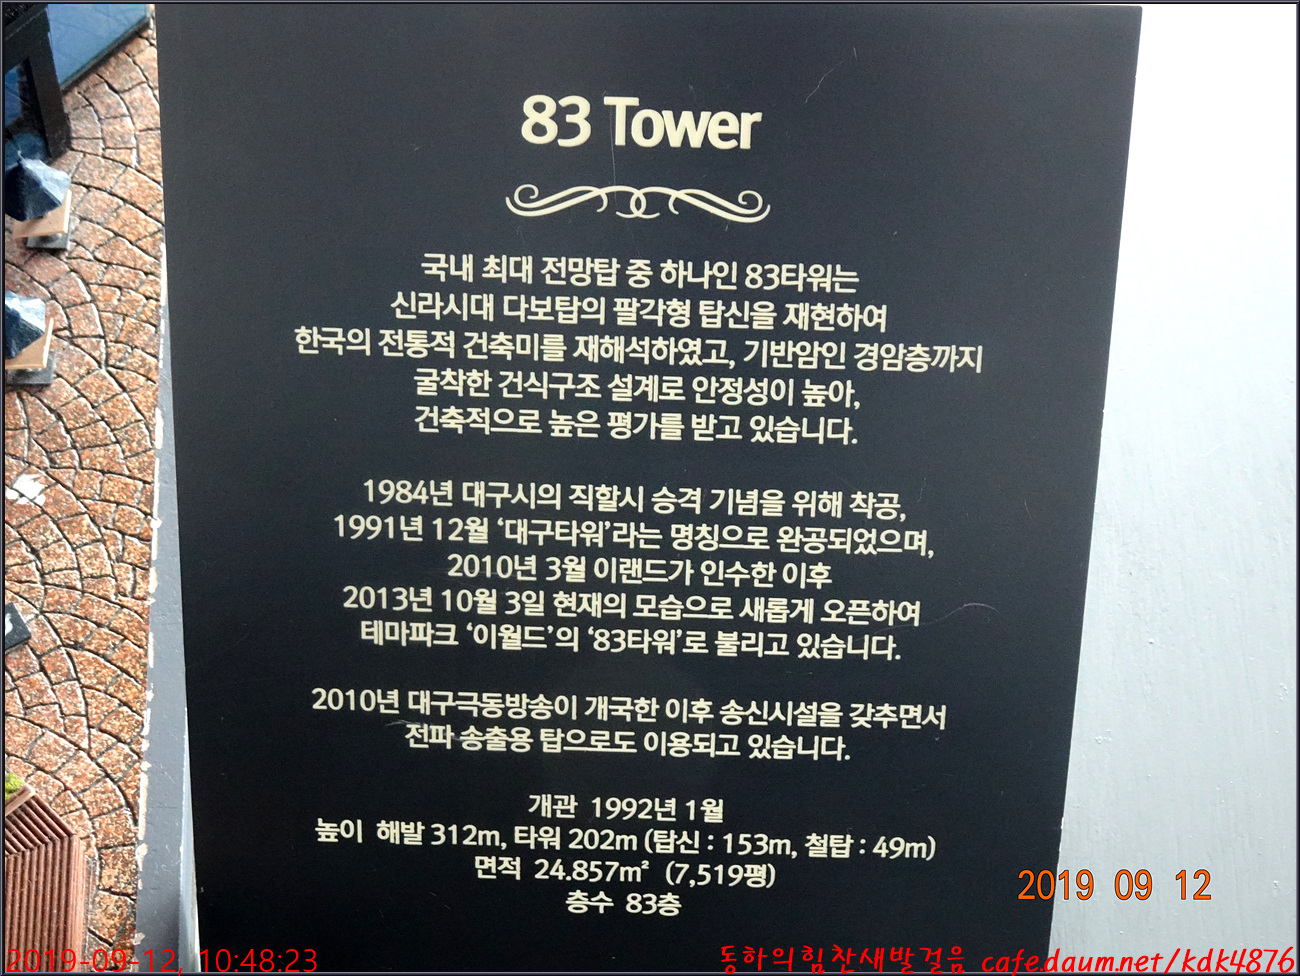 83 Tower
국내 최대 전망탑 중 하나인 83타워는
신라시대 다보탑의 팔각형 탑신을 재현하여
한국의 전통적 건축미를 재해석하였고, 기반암인 경암층까지
굴착한 건식구조 설계로 안정성이 높아,
건축적으로 높은 평가를 받고 있습니다.
1984년 대구시의 직할시 승격 기념을 위해 착공,
1991년 12월 ‘대구타워’라는 명칭으로 완공되었으며,
2010년 3월 이랜드가 인수한 이후
2013년 10월 3일 현재의 모습으로 새롭게 오픈하여
테마파크 ‘이월드’의 ‘83타워’로 불리고 있습니다.
2010년 대구극동방송이 개국한 이후 송신시설을 갖추면서
전파 송출용 탑으로도 이용되고 있습니다.
개관 1992년 1월
높이 해발 312m, 타워 202m (탑신 : 153m, 철탑 : 49m)
면적 24.857m² (7,519평)
층수 83층
2019 09 12
2019-09-12, 10:48:23
동하의힘찬새발걸음 cafe.daum.net/kdk4876